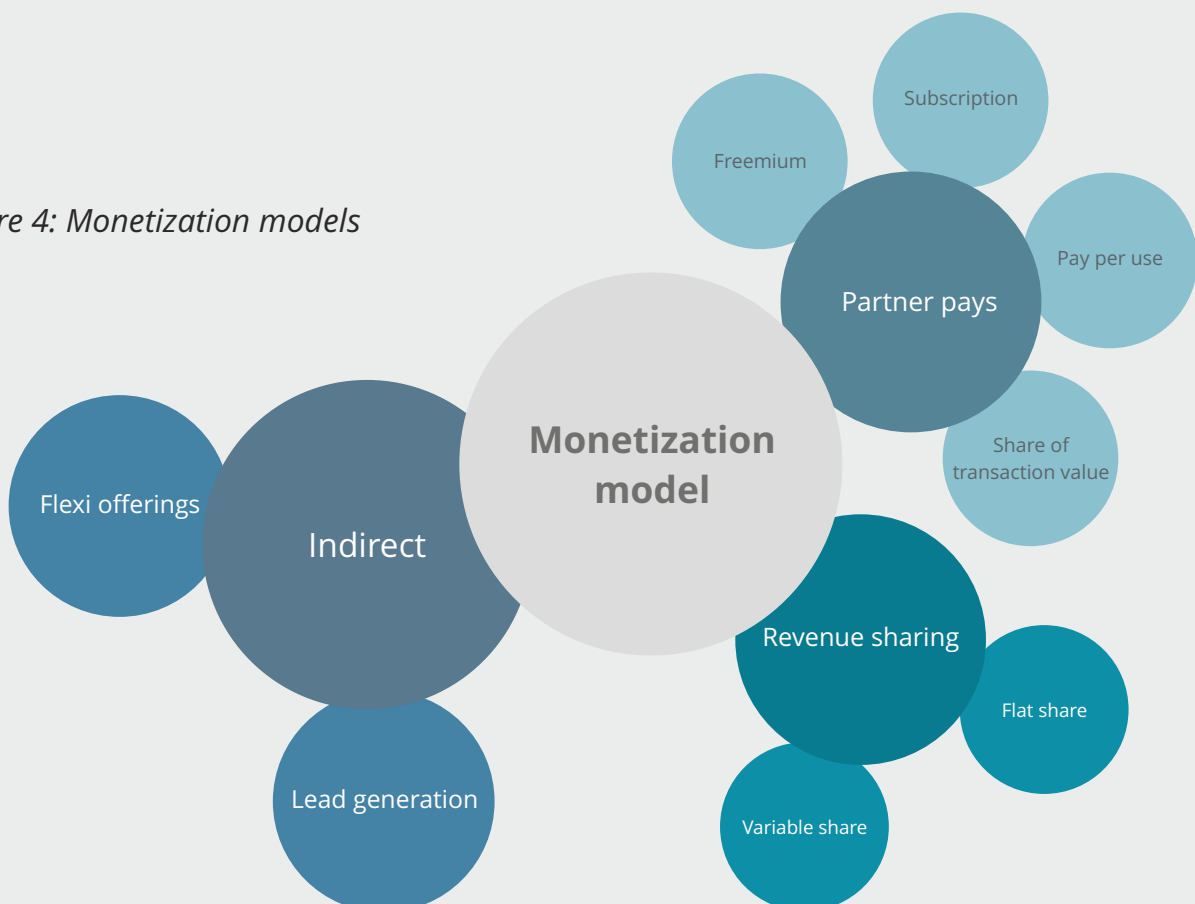 re 4: Monetization models
Subscription
Freemium
Pay per use
Partner pays
Share of
transaction value
Monetization
model
Flexi offerings
Indirect
Revenue sharing
Flat share
Lead generation
Variable share